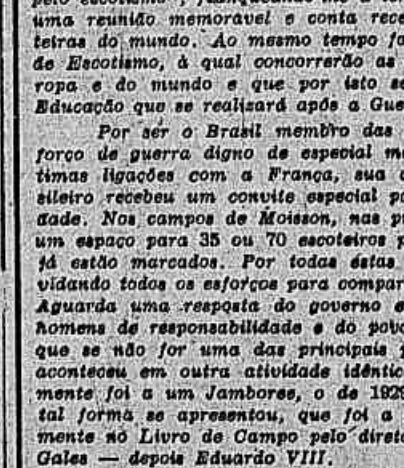 pelo escotismo
uma reunião memoravel e conta rece
teiras do mundo. Ao mesmo tempo fa
de Escotismo, à qual concorrerão as
ropa e do mundo e que por isto se
Educação que se realizará após a Gue
Por sêr o Brasil membro das
forço de guerra digno de especial me
timas ligações com a França, sua d
sileiro recebeu um convite especial po
dade. Nos campos de Moisson, nas p
um espaço para 35 ou 70 escoteiros p
já estão marcados. Por todas estas
vidando todos os esforços para compar
Aguarda uma resposta do governo e
homens de responsabilidade e do povo
que se não for uma das principais
aconteceu em outra atividade identic
mente foi a um Jamboree, o de 1929
tal forma se apresentou, que foi a
mente no Livro de Campo pelo diret
Gales — depois Eduardo VIII.